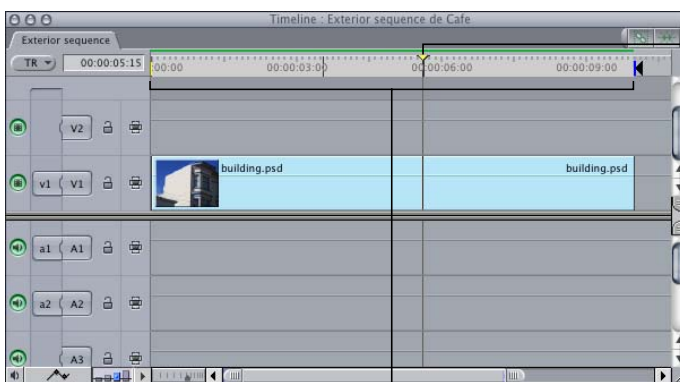 Timeline : Exterior sequence de Cafe
Exterior sequence
TR 00:00:05:15 00:00 00:00:03:00 00:00:06:00 00:00:09:00
V2
v1 V1 building.psd building.psd
a1 A1
a2 A2
A3